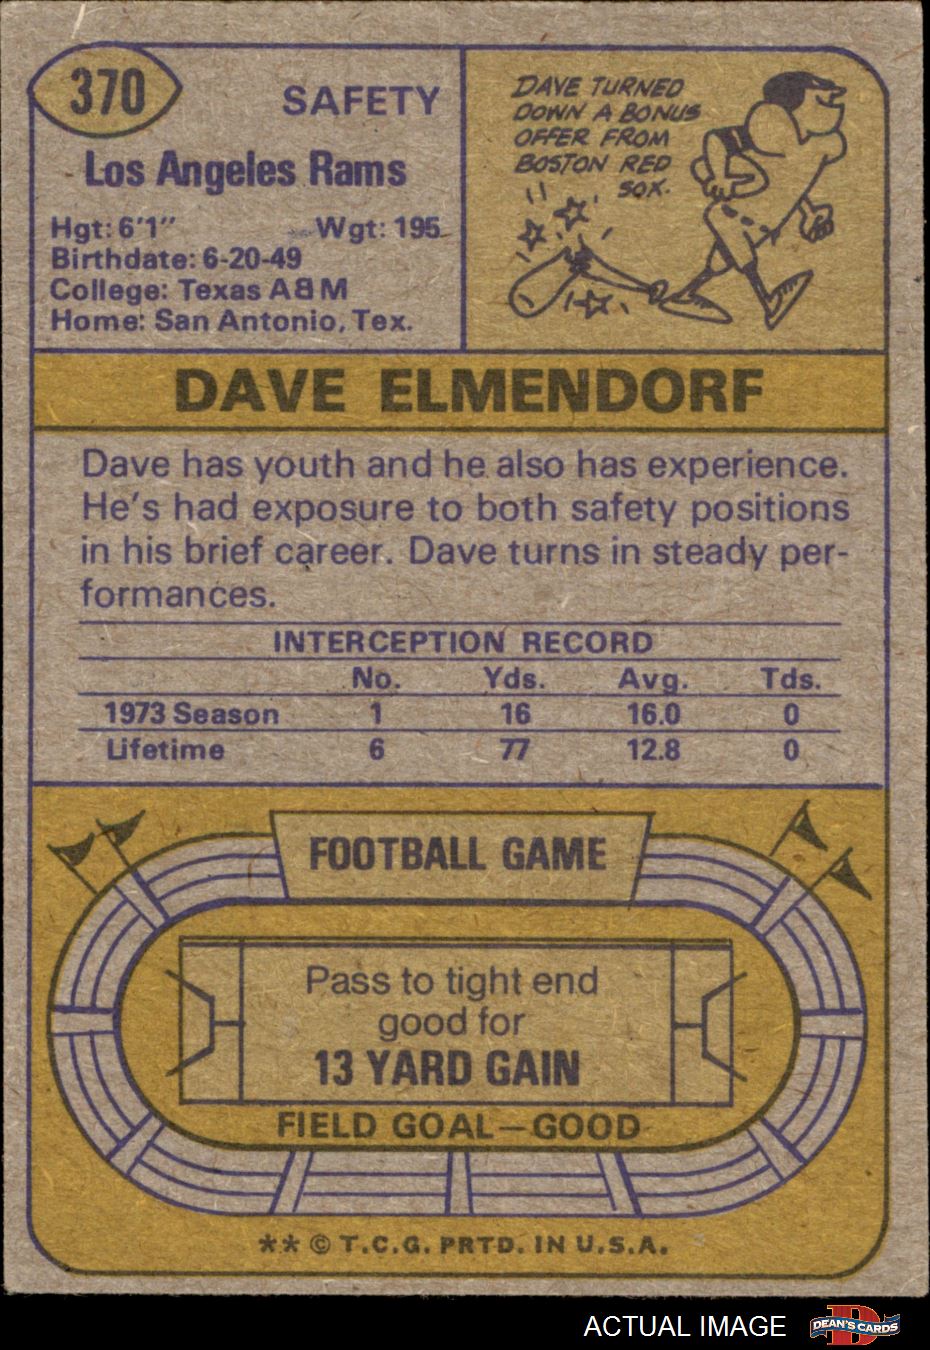 370
SAFETY
Los Angeles Rams
Hgt: 6'1" Wgt: 195
Birthdate: 6-20-49
College: Texas A&M
Home: San Antonio, Tex.
DAVE TURNED
DOWN A BONUS
OFFER FROM
BOSTON RED
SOX.
DAVE ELMENDORF
Dave has youth and he also has experience.
He's had exposure to both safety positions
in his brief career. Dave turns in steady per-
formances.
INTERCEPTION RECORD
No. Yds. Avg. Tds.
1973 Season 1 16 16.0 0
Lifetime 6 77 12.8 0
FOOTBALL GAME
Pass to tight end
good for
13 YARD GAIN
FIELD GOAL—GOOD
** © T.C.G. PRTD. IN U.S.A.
ACTUAL IMAGE
D
DEAN'S CARDS